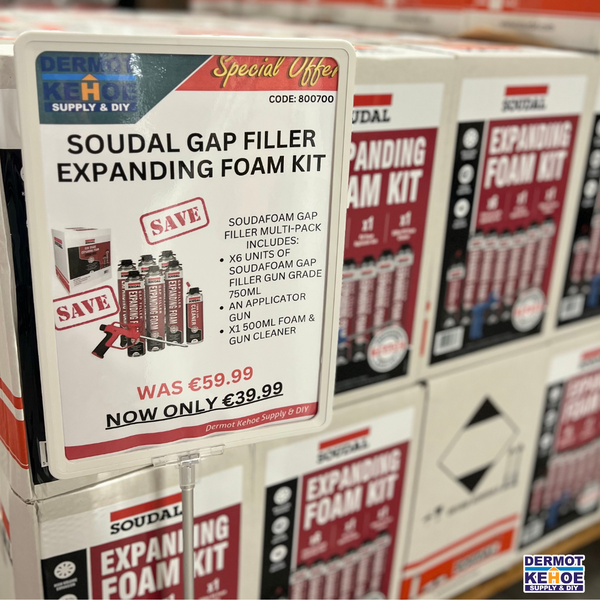 DERMOT
KEHOE
SUPPLY & DIY
Special Offer
CODE: 800700
SOUDAL GAP FILLER
EXPANDING FOAM KIT
SAVE
SAVE
SOUDAFOAM GAP
FILLER MULTI-PACK
INCLUDES:
• X6 UNITS OF
SOUDAFOAM GAP
FILLER GUN GRADE
750ML
• AN APPLICATOR
GUN
• X1 500ML FOAM &
GUN CLEANER
WAS €59.99
NOW ONLY €39.99
Dermot Kehoe Supply & DIY
SOUDAL
EXPANDING
FOAM KIT
x1
x1
SOUDAL
EXPANDING
FOAM KIT
SOUDAL
EXPANDING
FOAM KIT
x1
SOUDAL
EXPANDING
FOAM KIT
DERMOT
KEHOE
SUPPLY & DIY